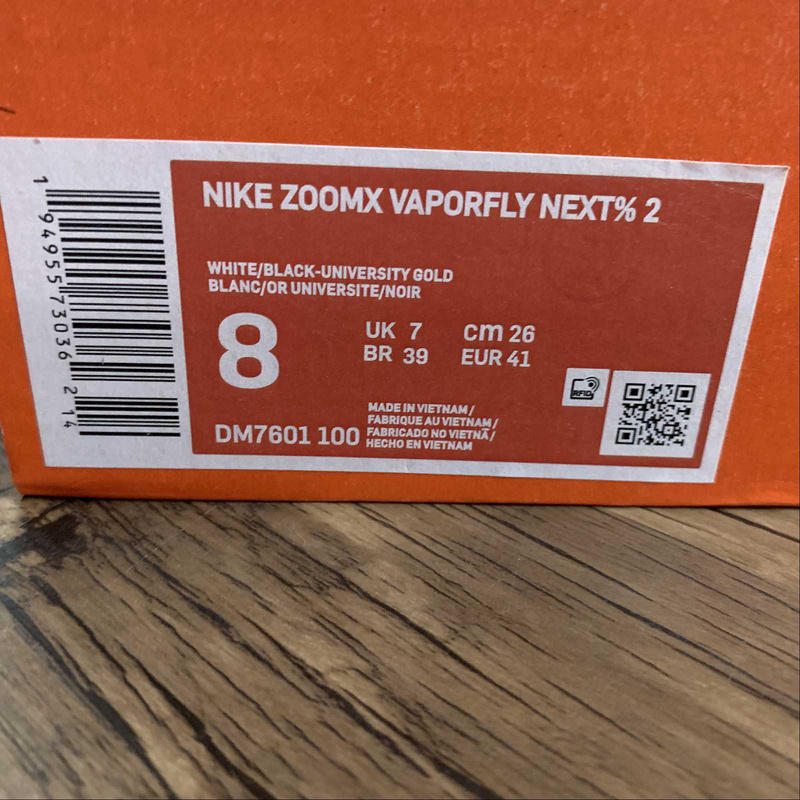 1 94955 73036 2 14
NIKE ZOOMX VAPORFLY NEXT% 2
WHITE/BLACK-UNIVERSITY GOLD
BLANC/OR UNIVERSITE/NOIR
8
UK 7 cm 26
BR 39 EUR 41
RFID
DM7601 100
MADE IN VIETNAM/
FABRIQUE AU VIETNAM/
FABRICADO NO VIETNÃ/
HECHO EN VIETNAM